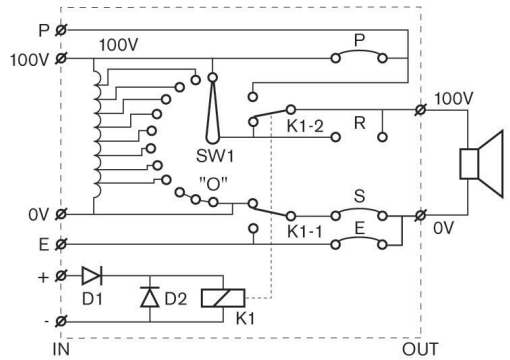 P
P
100V
100V
100V
K1-2
R
SW1
"O"
0V
S
0V
K1-1
E
E
+
D1
D2
K1
-
IN
OUT